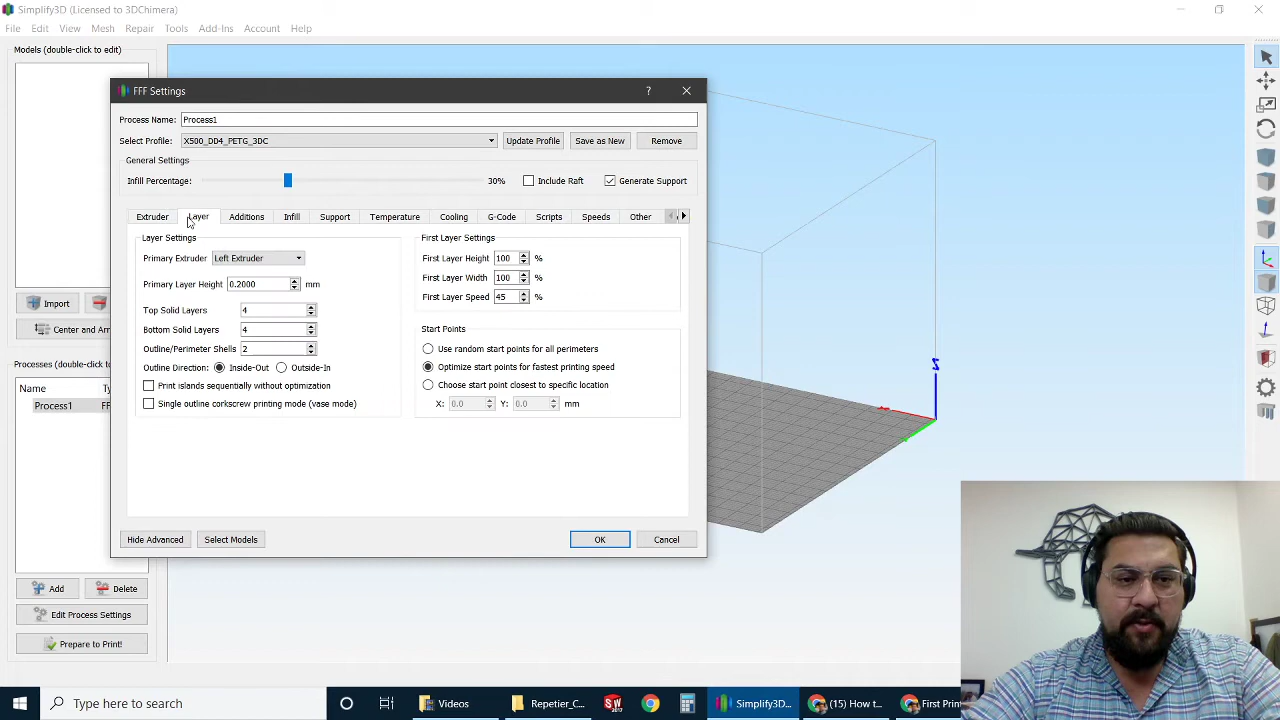 Simplify3D (Licensed to 3DChimera)
File Edit View Mesh Repair Tools Add-Ins Account Help
Models (double-click to edit)
Import
Center and Arr
Processes (double-click to edit)
Name Ty
Process1 FF
Add Delete
Edit Process Settings
Prepare to Print!
FFF Settings
?
Process Name: Process1
Select Profile: X500_DD4_PETG_3DC Update Profile Save as New Remove
General Settings
Infill Percentage: 30% Include Raft Generate Support
Extruder Layer Additions Infill Support Temperature Cooling G-Code Scripts Speeds Other
Layer Settings
Primary Extruder Left Extruder
Primary Layer Height 0.2000 mm
Top Solid Layers 4
Bottom Solid Layers 4
Outline/Perimeter Shells 2
Outline Direction: Inside-Out Outside-In
Print islands sequentially without optimization
Single outline corkscrew printing mode (vase mode)
First Layer Settings
First Layer Height 100 %
First Layer Width 100 %
First Layer Speed 45 %
Start Points
Use random start points for all perimeters
Optimize start points for fastest printing speed
Choose start point closest to specific location
X: 0.0 Y: 0.0 mm
Hide Advanced Select Models OK Cancel
Z
Type here to search
Videos
Repetier_C...
Simplify3D...
(15) How t...
First Print